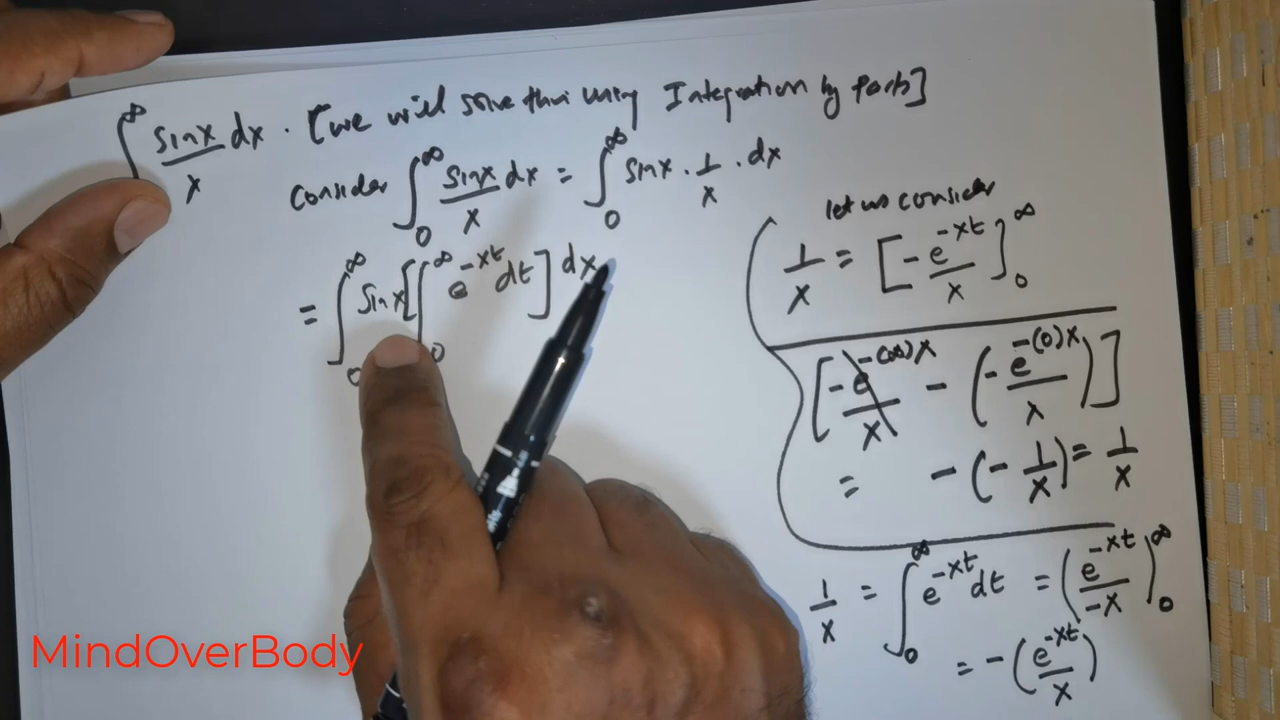 ∫₀^∞ sinx/x dx. [we will solve this using Integration by Parts]
Consider ∫₀^∞ sinx/x dx = ∫₀^∞ sinx · 1/x · dx
= ∫₀^∞ sinx [∫₀^∞ e^-xt dt] dx
let us consider
1/x = [-e^-xt/x]₀^∞
[-e^-(∞)x/x - (-e^-(0)x/x)]
= -(-1/x) = 1/x
1/x = ∫₀^∞ e^-xt dt = (e^-xt/-x)₀^∞
= -(e^-xt/x)
MindOverBody